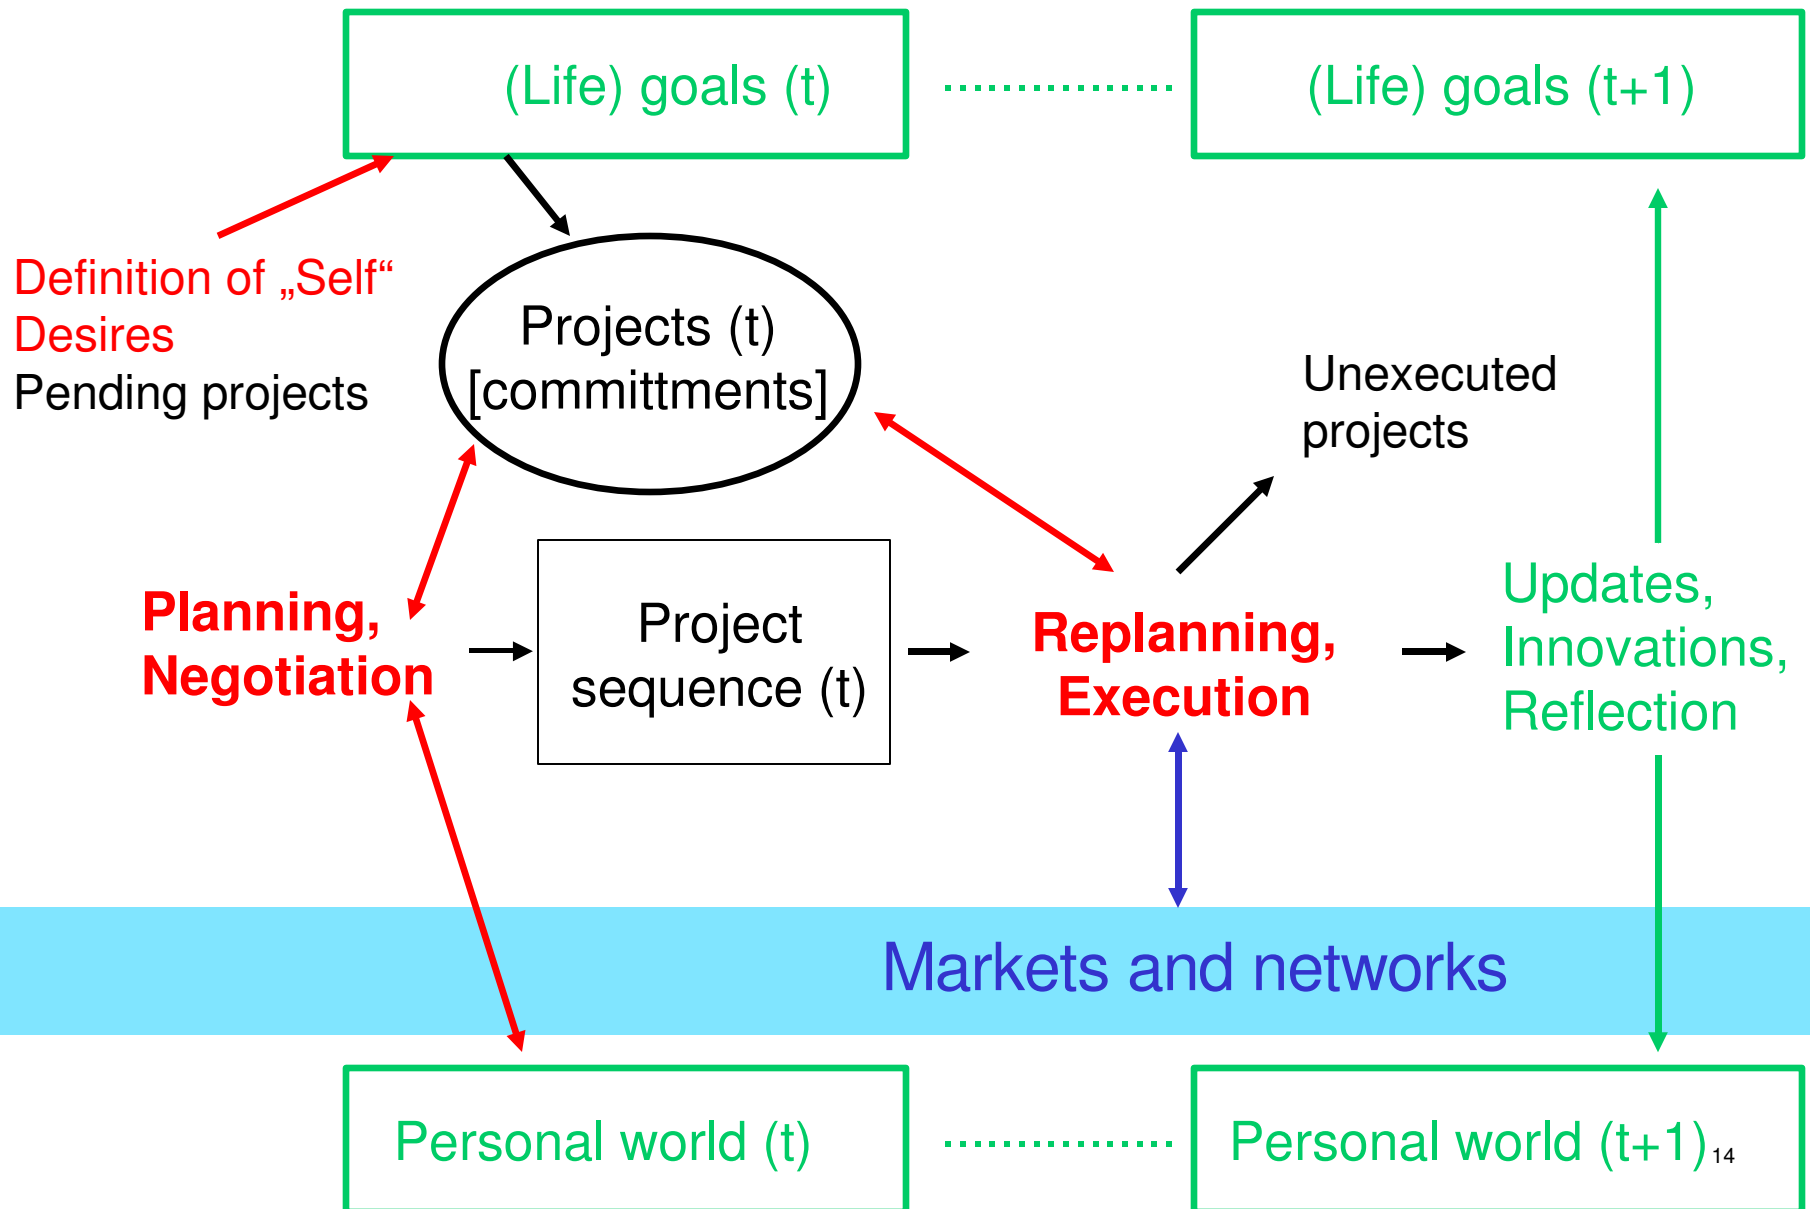 (Life) goals (t)
(Life) goals (t+1)
Definition of „Self“
Desires
Pending projects
Projects (t)
[committments]
Unexecuted
projects
Planning,
Negotiation
Project
sequence (t)
Replanning,
Execution
Updates,
Innovations,
Reflection
Markets and networks
Personal world (t)
Personal world (t+1)
14